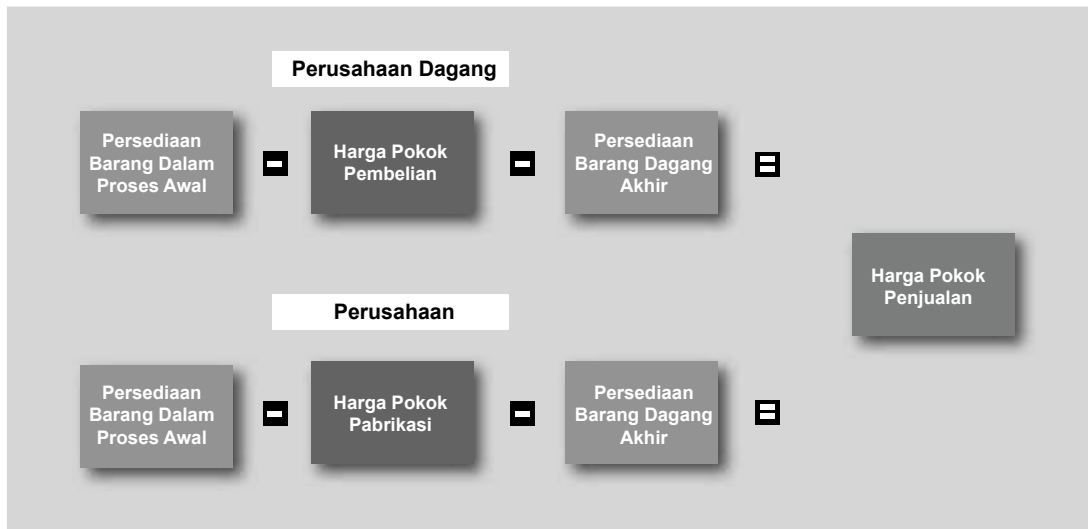 Perusahaan Dagang
Persediaan
Barang Dalam
Proses Awal
-
Harga Pokok
Pembelian
-
Persediaan
Barang Dagang
Akhir
=
Harga Pokok
Penjualan
Perusahaan
Persediaan
Barang Dalam
Proses Awal
-
Harga Pokok
Pabrikasi
-
Persediaan
Barang Dagang
Akhir
=